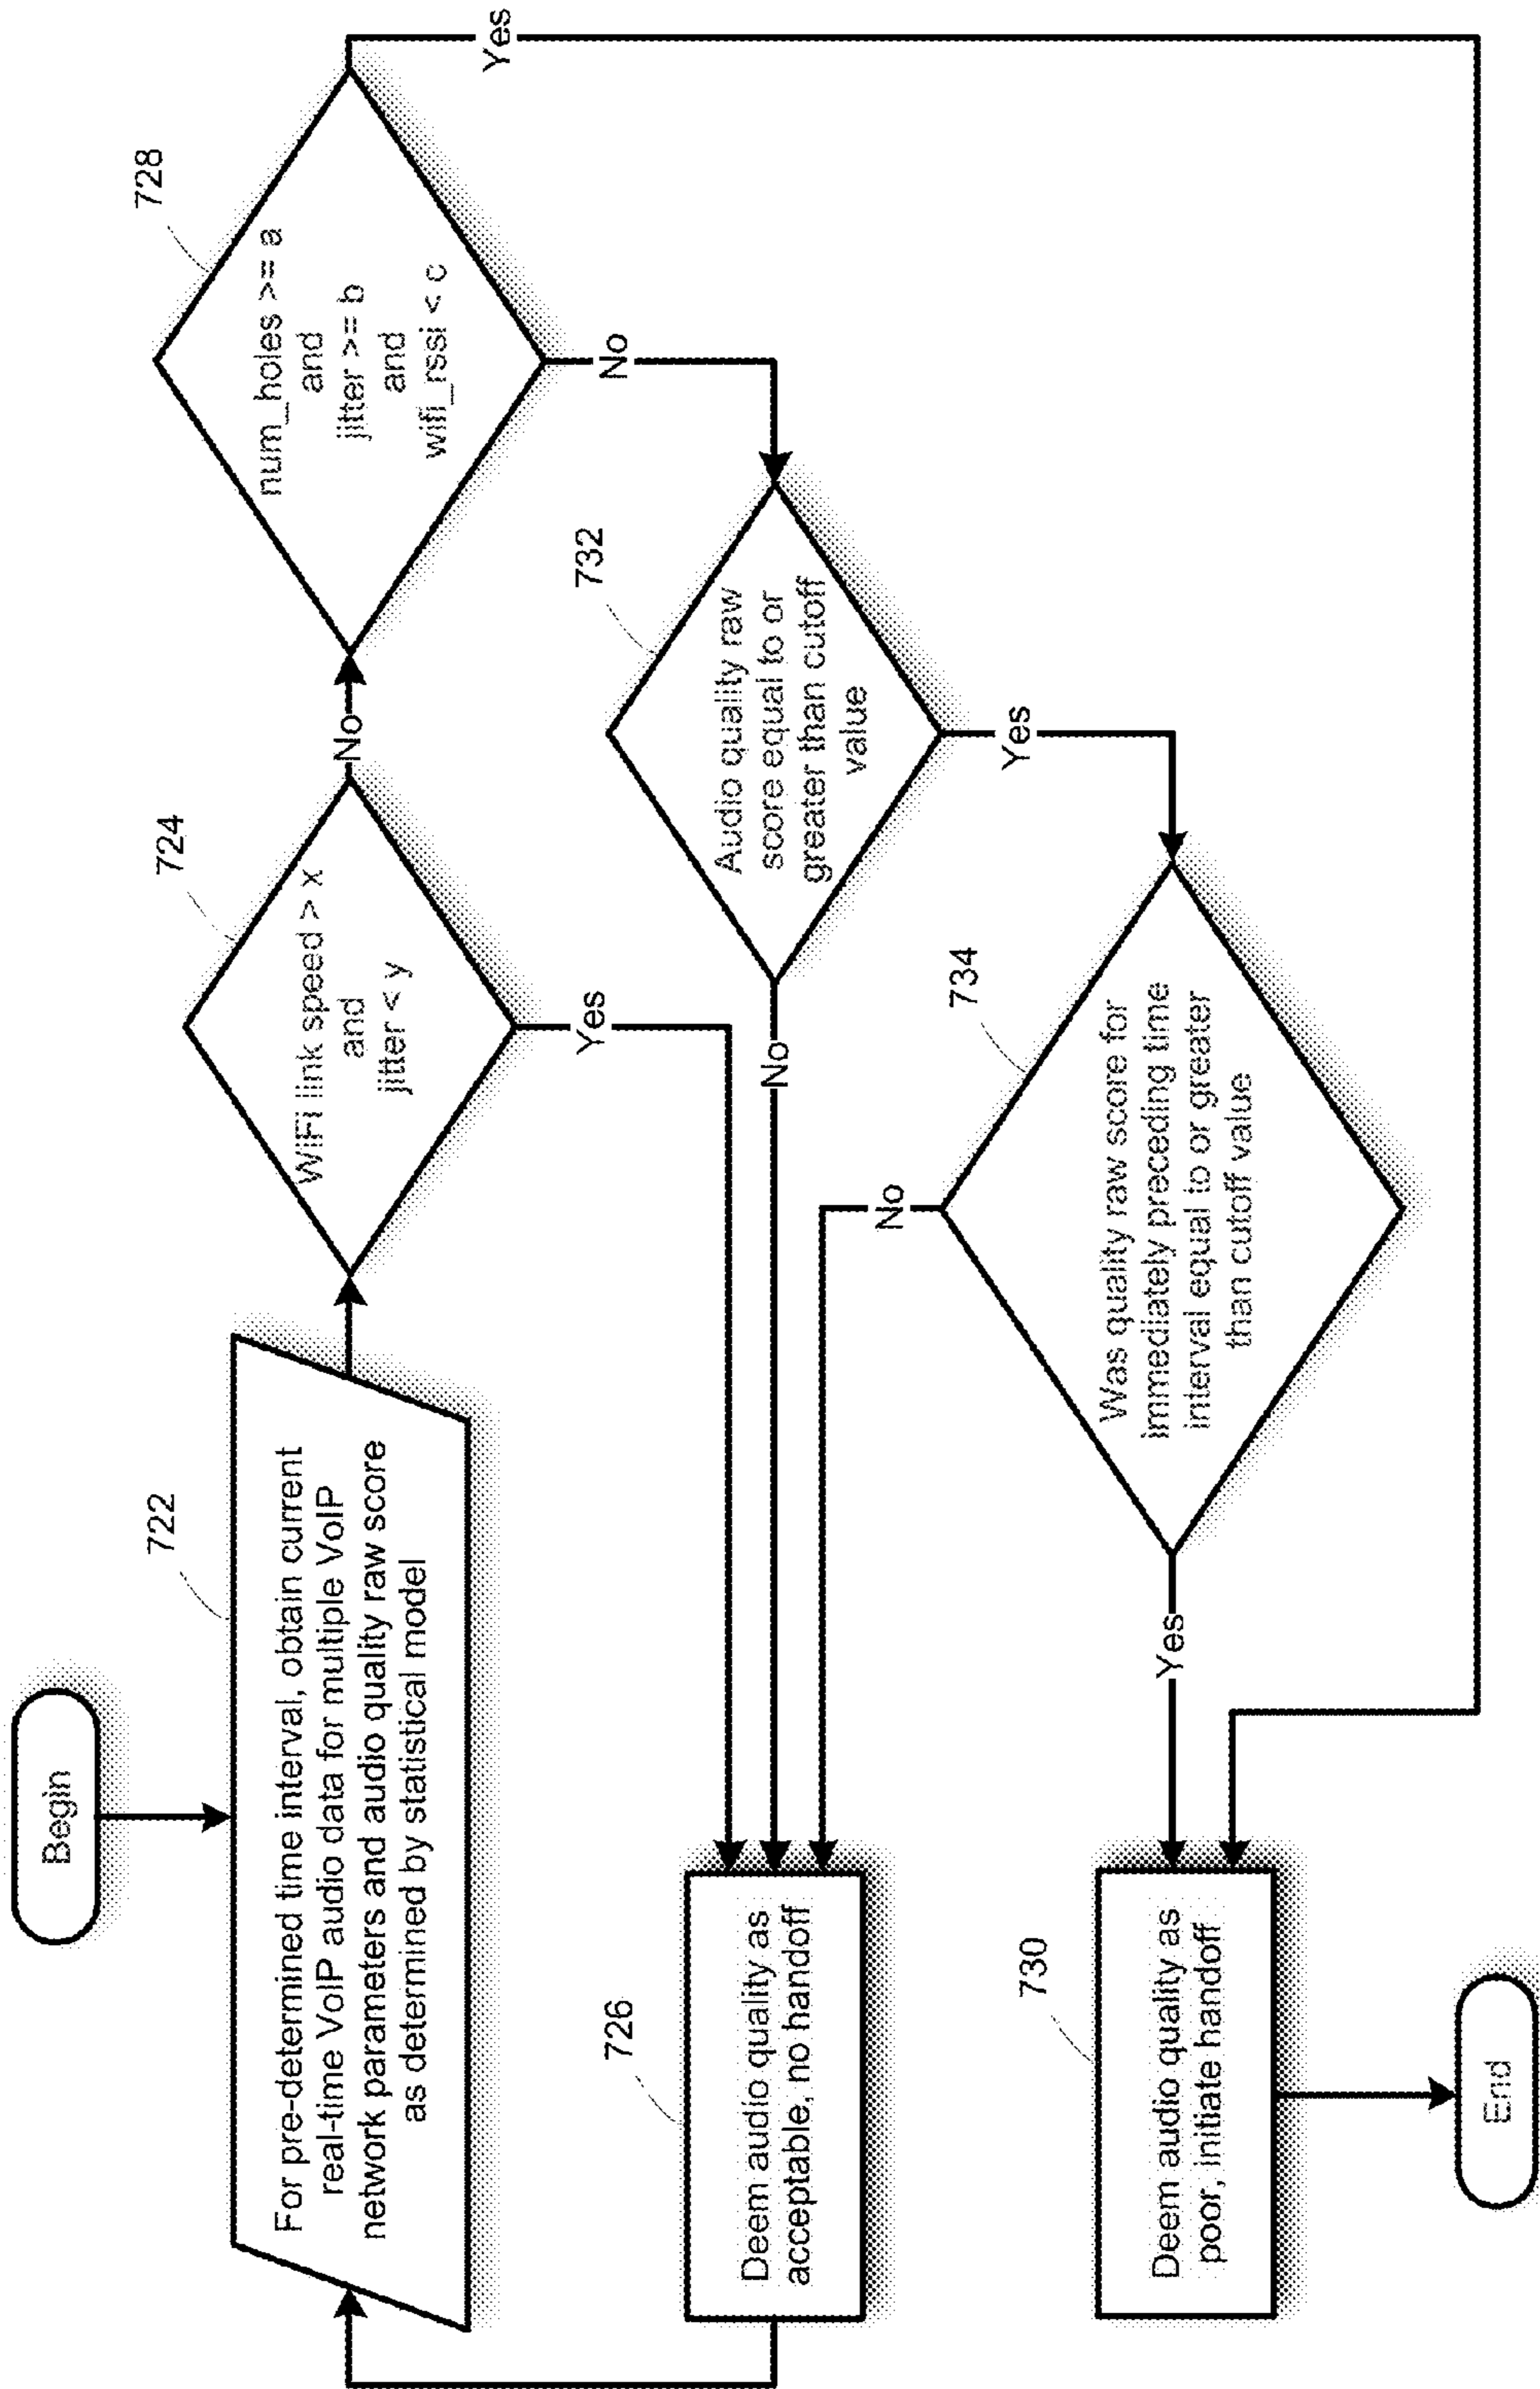 Begin
722
For pre-determined time interval, obtain current
real-time VoIP audio data for multiple VoIP
network parameters and audio quality raw score
as determined by statistical model
724
WiFi link speed > x
and
jitter < y
No
Yes
728
num_holes >= a
and
jitter >= b
and
wifi_rssi < c
Yes
No
732
Audio quality raw
score equal to or
greater than cutoff
value
No
Yes
734
Was quality raw score for
immediately preceding time
interval equal to or greater
than cutoff value
No
Yes
726
Deem audio quality as
acceptable, no handoff
730
Deem audio quality as
poor, initiate handoff
End